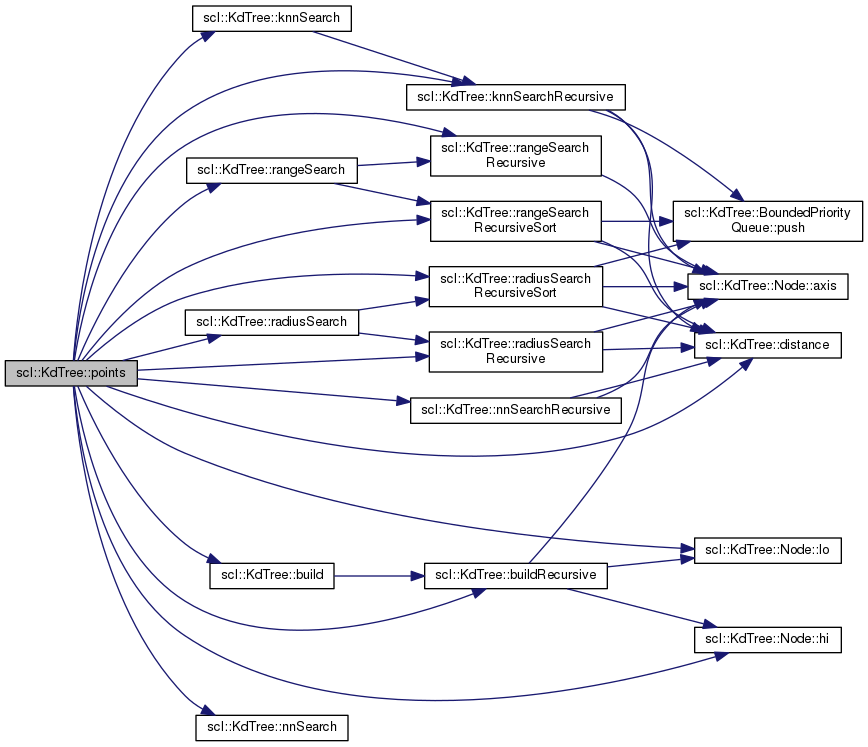 scl::KdTree::knnSearch
scl::KdTree::knnSearchRecursive
scl::KdTree::rangeSearch
Recursive
scl::KdTree::rangeSearch
scl::KdTree::rangeSearch
RecursiveSort
scl::KdTree::BoundedPriority
Queue::push
scl::KdTree::radiusSearch
RecursiveSort
scl::KdTree::Node::axis
scl::KdTree::radiusSearch
scl::KdTree::radiusSearch
Recursive
scl::KdTree::distance
scl::KdTree::points
scl::KdTree::nnSearchRecursive
scl::KdTree::Node::lo
scl::KdTree::build
scl::KdTree::buildRecursive
scl::KdTree::Node::hi
scl::KdTree::nnSearch